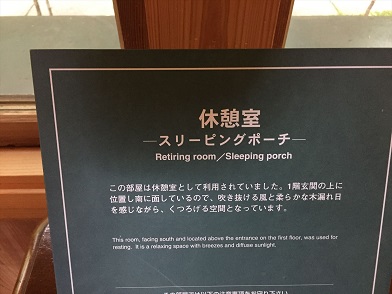 休憩室
―スリーピングポーチ―
Retiring room／Sleeping porch
この部屋は休憩室として利用されていました。1階玄関の上に
位置し南に面しているので、吹き抜ける風と柔らかな木漏れ日
を感じながら、くつろげる空間となっています。
This room, facing south and located above the entrance on the first floor, was used for
resting. It is a relaxing space with breezes and diffuse sunlight.